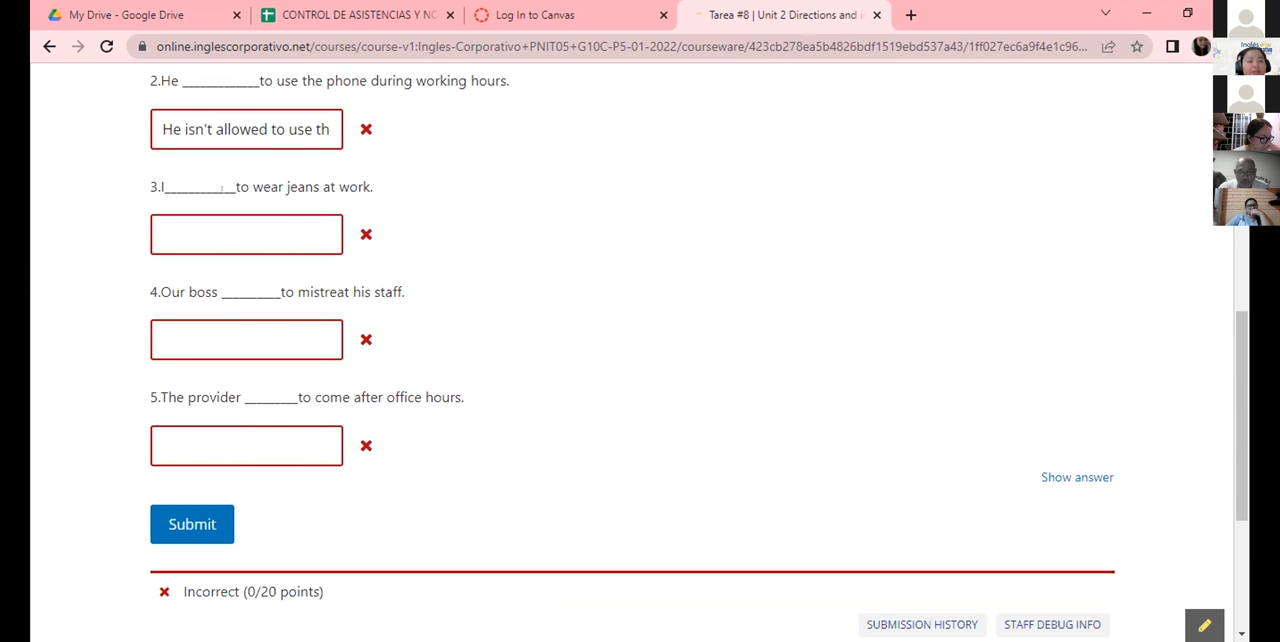 My Drive - Google Drive
CONTROL DE ASISTENCIAS Y NO
Log In to Canvas
Tarea #8 | Unit 2 Directions and i
online.inglescorporativo.net/courses/course-v1:Ingles-Corporativo+PNIT05+G10C-P5-01-2022/courseware/423cb278ea5b4826bdf1519ebd537a43/1ff027ec6a9f4e1c96...
2.He _____________to use the phone during working hours.
He isn't allowed to use th
3.I___________to wear jeans at work.
4.Our boss __________to mistreat his staff.
5.The provider _________to come after office hours.
Show answer
Submit
Incorrect (0/20 points)
SUBMISSION HISTORY
STAFF DEBUG INFO